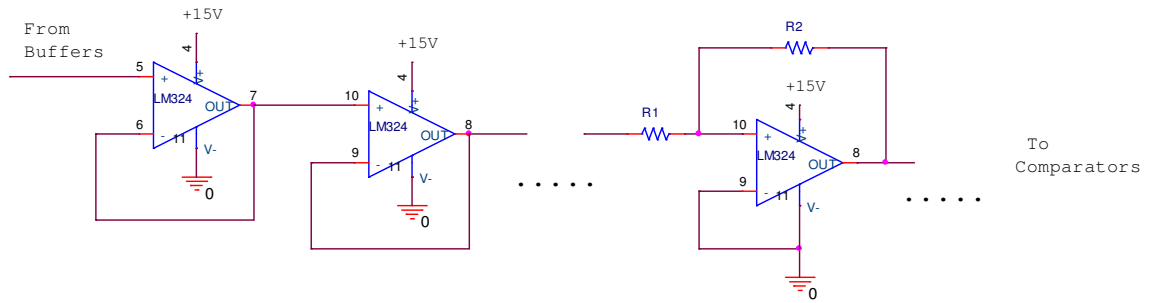 From
Buffers
+15V
4
5
+
V+
LM324
OUT
7
6
-
11
V-
0
+15V
4
10
+
V+
LM324
OUT
8
9
-
11
V-
0
.....
R1
R2
+15V
4
10
+
V+
LM324
OUT
8
9
-
11
V-
0
.....
To
Comparators